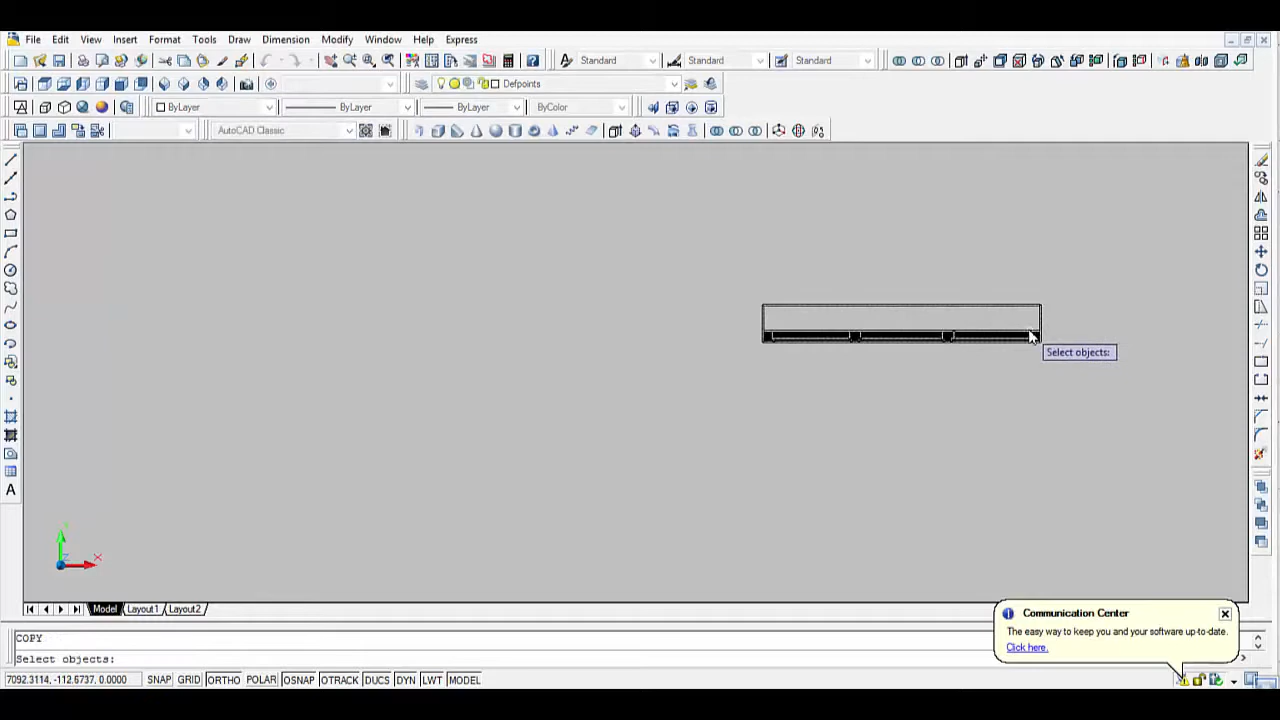 File Edit View Insert Format Tools Draw Dimension Modify Window Help Express
Standard Standard Standard
Defpoints
ByLayer ByLayer ByLayer ByColor
AutoCAD Classic
A
Select objects:
X
Model Layout1 Layout2
Communication Center
The easy way to keep you and your software up-to-date.
Click here.
COPY
Select objects:
7092.3114, -112.5737, 0.0000 SNAP GRID ORTHO POLAR OSNAP OTRACK DUCS DYN LWT MODEL